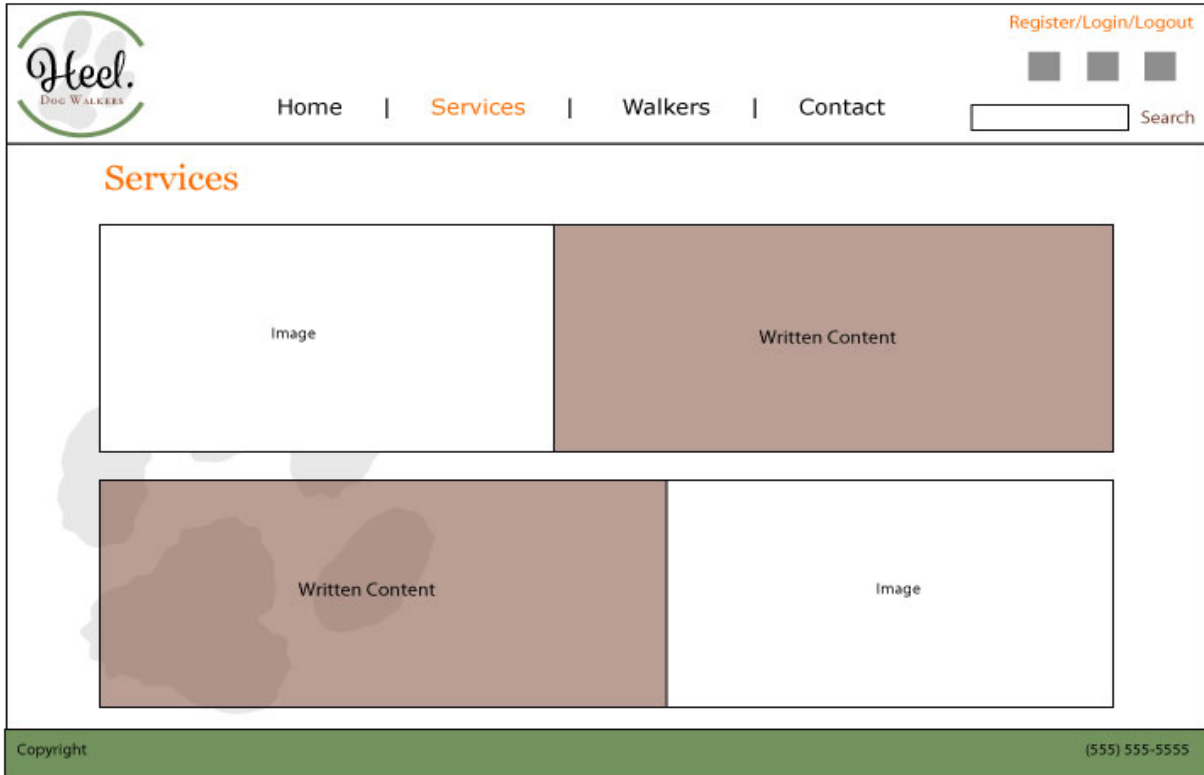 Heel.
Dog Walkers
Register/Login/Logout
Home | Services | Walkers | Contact
Search
Services
Image
Written Content
Written Content
Image
Copyright
(555) 555-5555